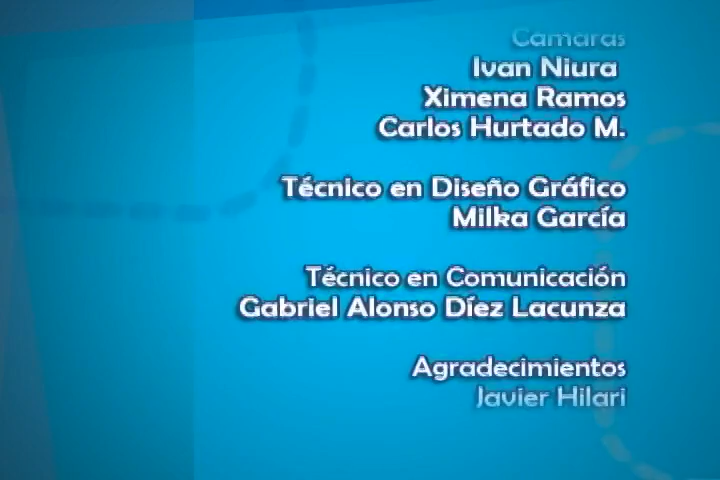 Camaras
Ivan Niura
Ximena Ramos
Carlos Hurtado M.
Técnico en Diseño Gráfico
Milka García
Técnico en Comunicación
Gabriel Alonso Díez Lacunza
Agradecimientos
Javier Hilari